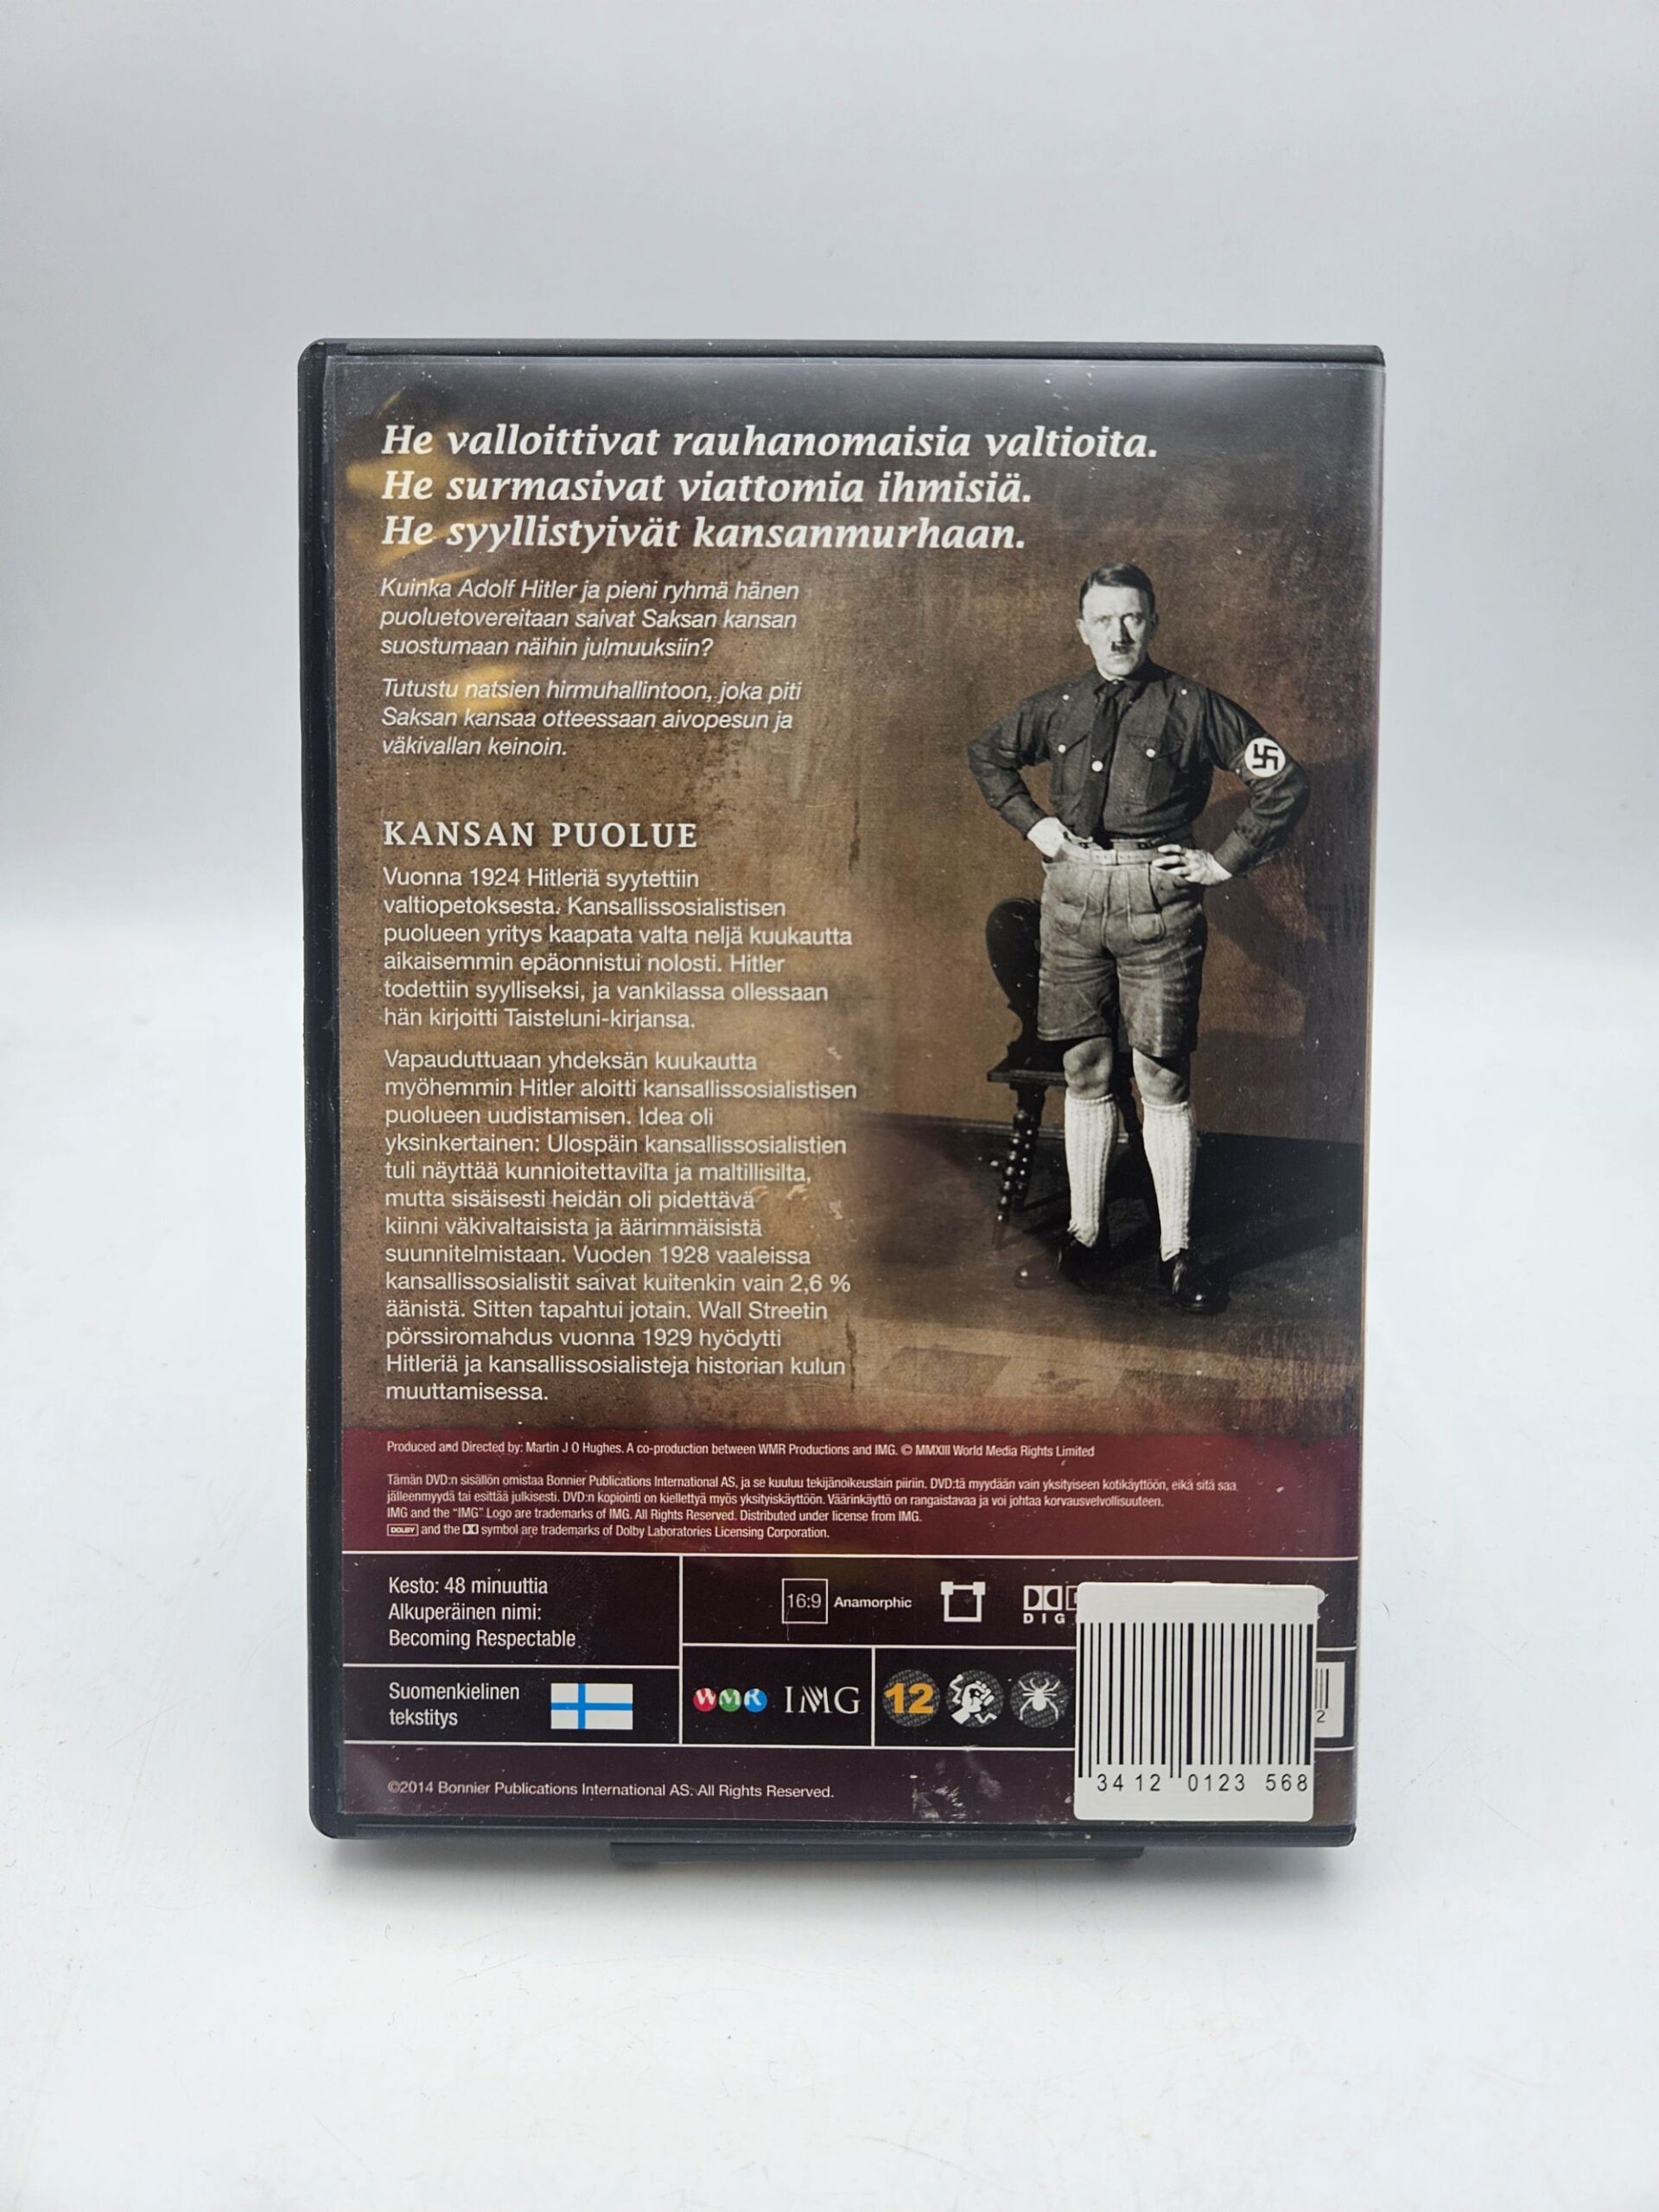 He valloittivat rauhanomaisia valtioita.
He surmasivat viattomia ihmisiä.
He syyllistyivät kansanmurhaan.
Kuinka Adolf Hitler ja pieni ryhmä hänen
puoluetovereitaan saivat Saksan kansan
suostumaan näihin julmuuksiin?
Tutustu natsien hirmuhallintoon, joka piti
Saksan kansaa otteessaan aivopesun ja
väkivallan keinoin.
KANSAN PUOLUE
Vuonna 1924 Hitleriä syytettiin
valtiopetoksesta. Kansallissosialistisen
puolueen yritys kaapata valta neljä kuukautta
aikaisemmin epäonnistui nolosti. Hitler
todettiin syylliseksi, ja vankilassa ollessaan
hän kirjoitti Taisteluni-kirjansa.
Vapauduttuaan yhdeksän kuukautta
myöhemmin Hitler aloitti kansallissosialistisen
puolueen uudistamisen. Idea oli
yksinkertainen: Ulospäin kansallissosialistien
tuli näyttää kunnioitettavilta ja maltillisilta,
mutta sisäisesti heidän oli pidettävä
kiinni väkivaltaisista ja äärimmäisistä
suunnitelmistaan. Vuoden 1928 vaaleissa
kansallissosialistit saivat kuitenkin vain 2,6 %
äänistä. Sitten tapahtui jotain. Wall Streetin
pörssiromahdus vuonna 1929 hyödytti
Hitleriä ja kansallissosialisteja historian kulun
muuttamisessa.
Produced and Directed by: Martin J O Hughes. A co-production between WMR Productions and IMG. © MMXIII World Media Rights Limited
Tämän DVD:n sisällön omistaa Bonnier Publications International AS, ja se kuuluu tekijänoikeuslain piiriin. DVD:tä myydään vain yksityiseen kotikäyttöön, eikä sitä saa
jälleenmyydä tai esittää julkisesti. DVD:n kopiointi on kiellettyä myös yksityiskäyttöön. Väärinkäyttö on rangaistavaa ja voi johtaa korvausvelvollisuuteen.
IMG and the "IMG" Logo are trademarks of IMG. All Rights Reserved. Distributed under license from IMG.
DOLBY and the symbol are trademarks of Dolby Laboratories Licensing Corporation.
Kesto: 48 minuuttia
Alkuperäinen nimi:
Becoming Respectable
16:9 Anamorphic
DIG
Suomenkielinen
tekstitys
WMR IMG 12
2
34 12 0123 568
©2014 Bonnier Publications International AS. All Rights Reserved.